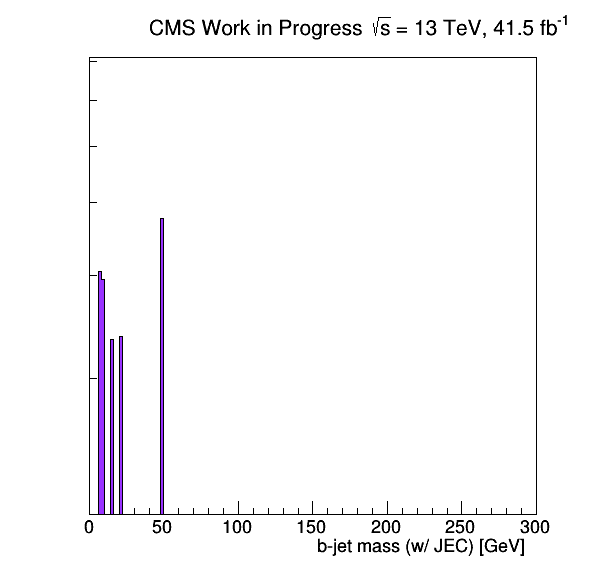 CMS Work in Progress √s = 13 TeV, 41.5 fb⁻¹
0 50 100 150 200 250 300
b-jet mass (w/ JEC) [GeV]